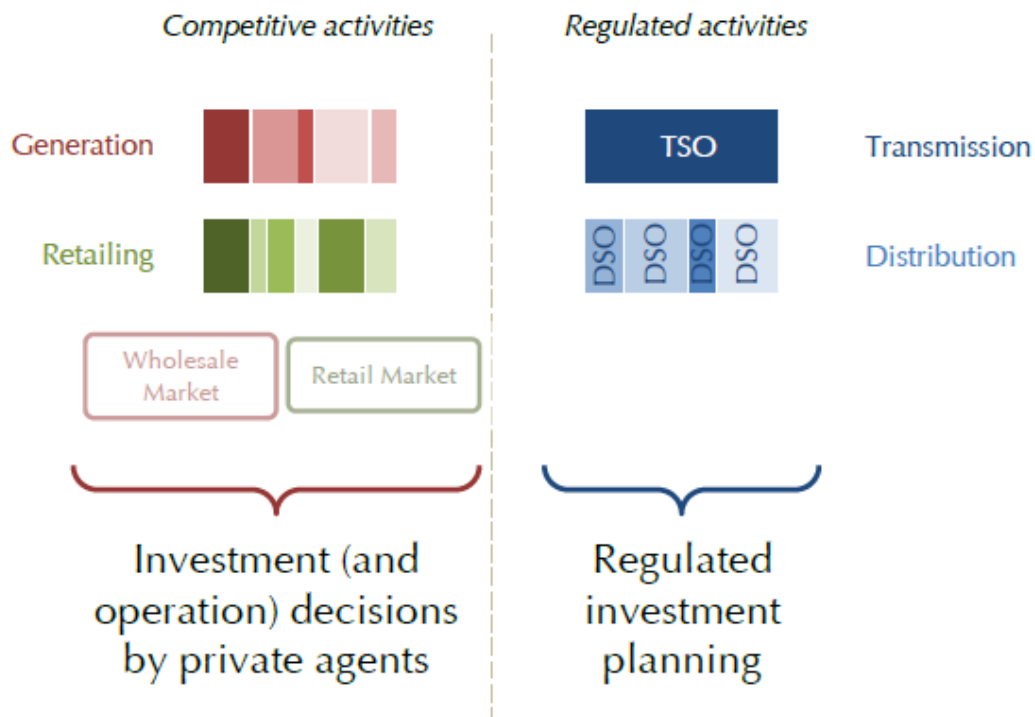 Competitive activities
Regulated activities
Generation
TSO
Transmission
Retailing
DSO
DSO
DSO
DSO
Distribution
Wholesale
Market
Retail Market
Investment (and
operation) decisions
by private agents
Regulated
investment
planning